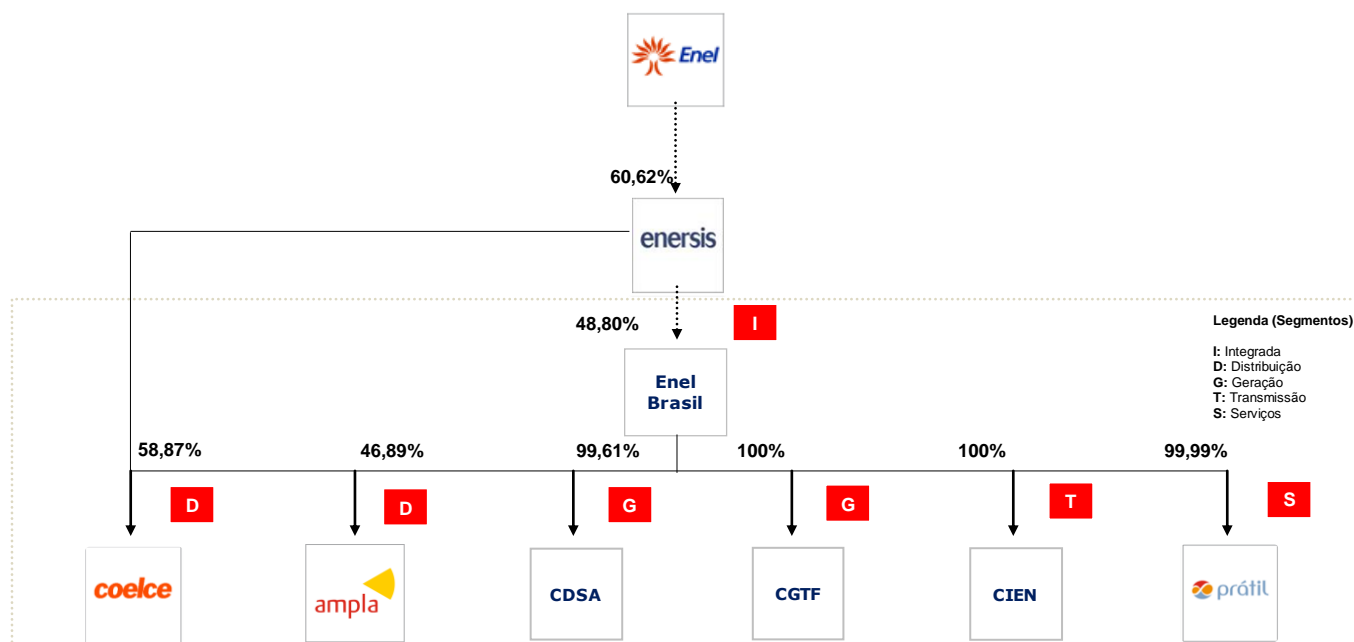 Enel
60,62%
enersis
48,80%
I
Legenda (Segmentos)
I: Integrada
D: Distribuição
G: Geração
T: Transmissão
S: Serviços
Enel
Brasil
58,87%
46,89%
99,61%
100%
100%
99,99%
D
D
G
G
T
S
coelce
ampla
CDSA
CGTF
CIEN
prátil